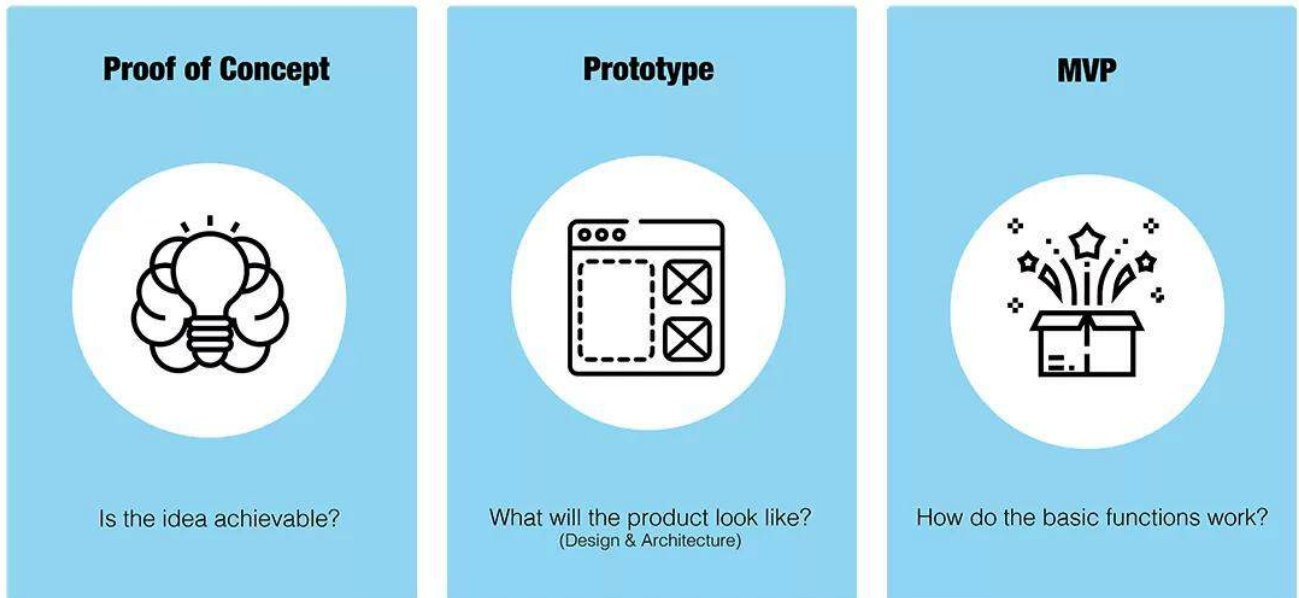 Proof of Concept
Is the idea achievable?
Prototype
What will the product look like?
(Design & Architecture)
MVP
How do the basic functions work?